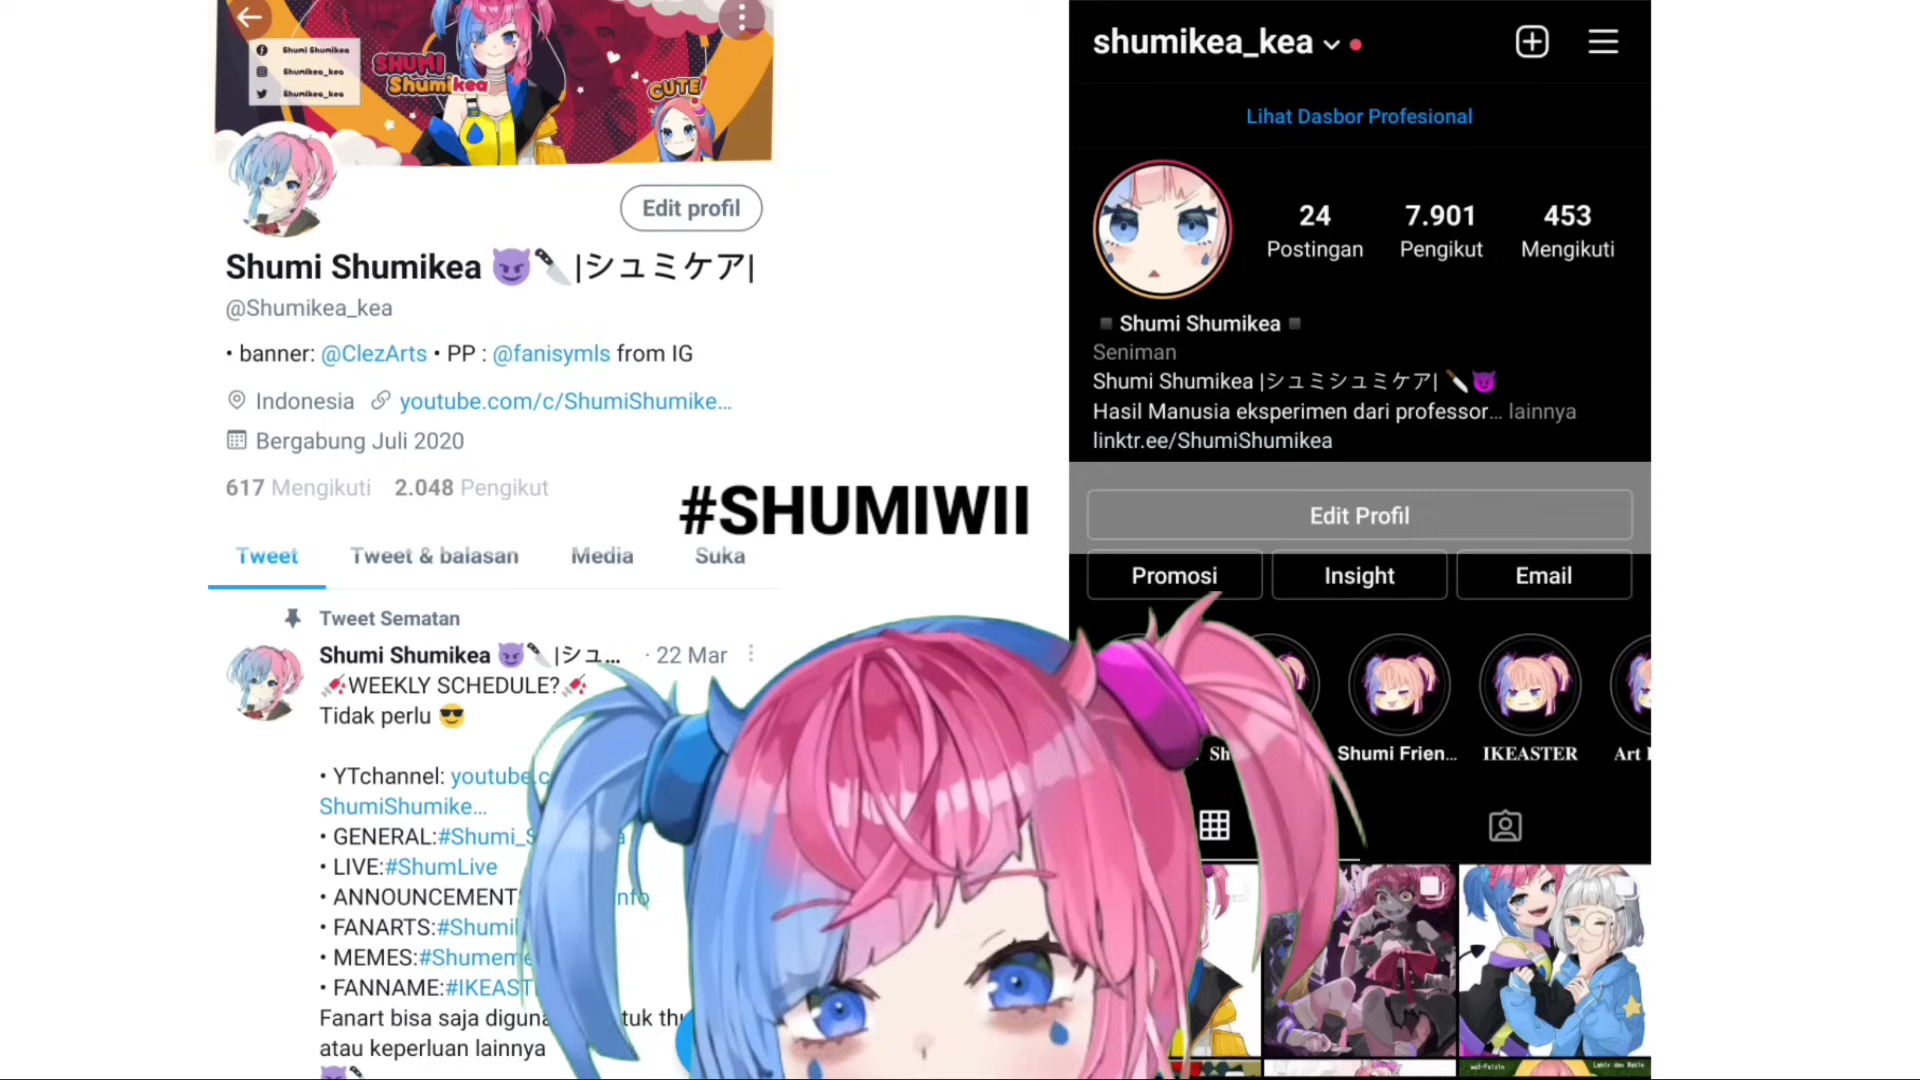 Shumi Shumikea
Shumikea_kea
Shumikea_kea
SHUMI
Shumikea
CUTE!
Edit profil
Shumi Shumikea 😈🔪|シュミケア|
@Shumikea_kea
• banner: @ClezArts • PP : @fanisymls from IG
Indonesia youtube.com/c/ShumiShumike...
Bergabung Juli 2020
617 Mengikuti 2.048 Pengikut
Tweet Tweet & balasan Media Suka
Tweet Sematan
Shumi Shumikea 😈🔪|シュ... · 22 Mar
💉WEEKLY SCHEDULE?💉
Tidak perlu 😎
• YTchannel: youtube.c
ShumiShumike...
• GENERAL:#Shumi_S
• LIVE:#ShumLive
• ANNOUNCEMENT
• FANARTS:#Shumi
• MEMES:#Shumeme
• FANNAME:#IKEAST
Fanart bisa saja diguna tuk thu
atau keperluan lainnya
#SHUMIWII
shumikea_kea
Lihat Dasbor Profesional
24 7.901 453
Postingan Pengikut Mengikuti
◾Shumi Shumikea◾
Seniman
Shumi Shumikea |シュミシュミケア| 🔪😈
Hasil Manusia eksperimen dari professor... lainnya
linktr.ee/ShumiShumikea
Edit Profil
Promosi Insight Email
Sh Shumi Frien... IKEASTER Art